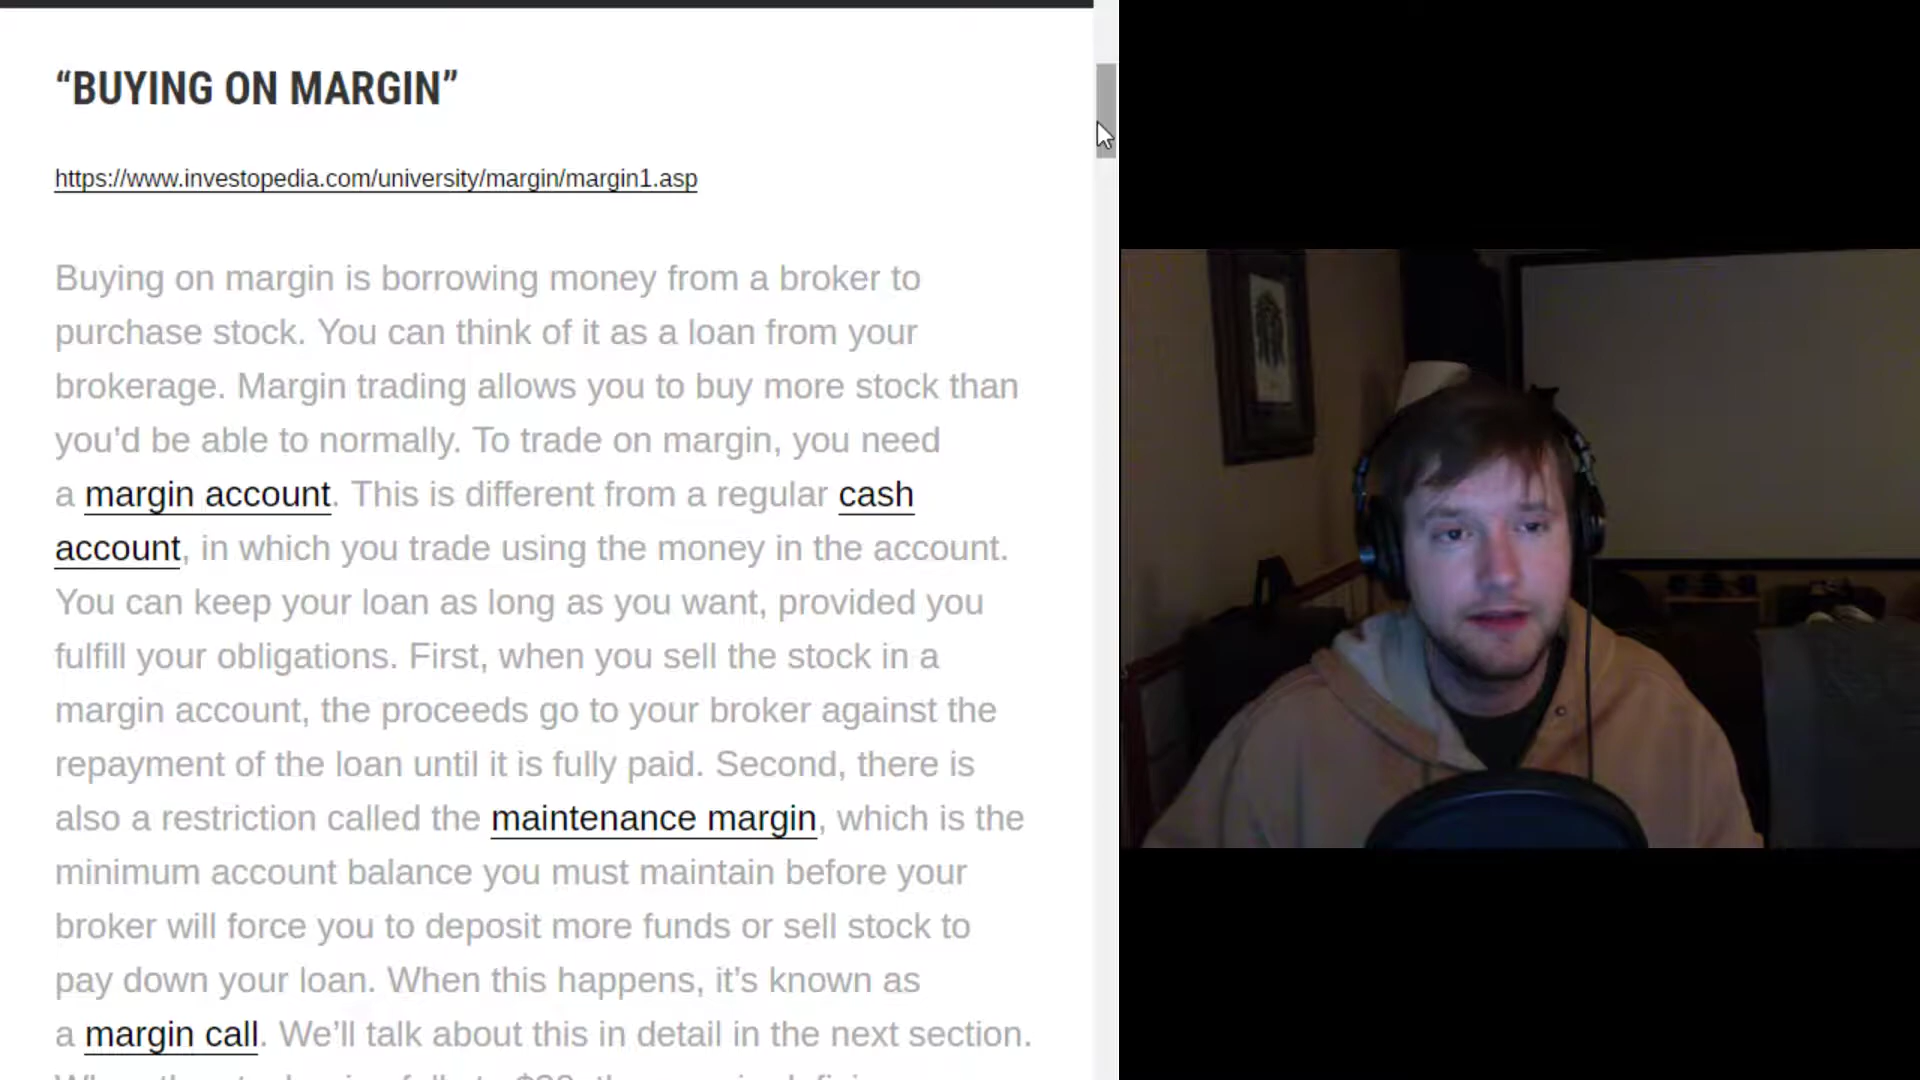 “BUYING ON MARGIN”
https://www.investopedia.com/university/margin/margin1.asp
Buying on margin is borrowing money from a broker to
purchase stock. You can think of it as a loan from your
brokerage. Margin trading allows you to buy more stock than
you’d be able to normally. To trade on margin, you need
a margin account. This is different from a regular cash
account, in which you trade using the money in the account.
You can keep your loan as long as you want, provided you
fulfill your obligations. First, when you sell the stock in a
margin account, the proceeds go to your broker against the
repayment of the loan until it is fully paid. Second, there is
also a restriction called the maintenance margin, which is the
minimum account balance you must maintain before your
broker will force you to deposit more funds or sell stock to
pay down your loan. When this happens, it’s known as
a margin call. We’ll talk about this in detail in the next section.